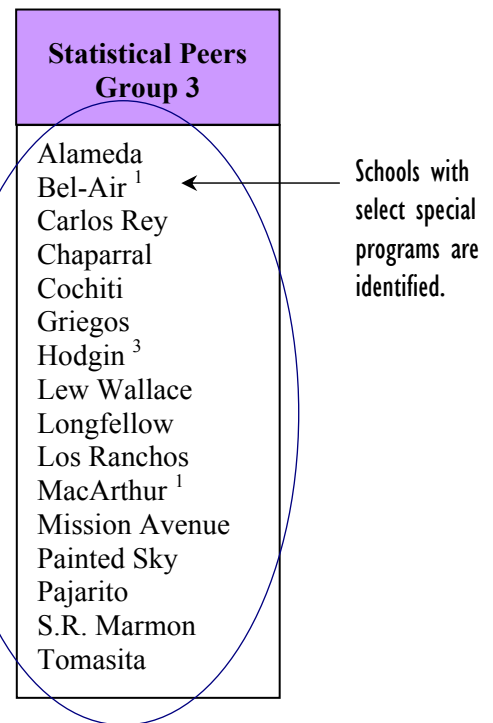 Statistical Peers
Group 3
Alameda
Bel-Air ¹
Carlos Rey
Chaparral
Cochiti
Griegos
Hodgin ³
Lew Wallace
Longfellow
Los Ranchos
MacArthur ¹
Mission Avenue
Painted Sky
Pajarito
S.R. Marmon
Tomasita
Schools with
select special
programs are
identified.